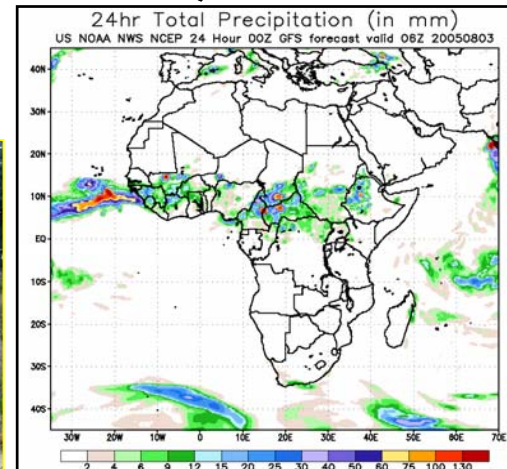 24hr Total Precipitation (in mm)
US NOAA NWS NCEP 24 Hour 00Z GFS forecast valid 06Z 20050803
40N
30N
20N
10N
EQ
10S
20S
30S
40S
30W 20W 10W 0 10E 20E 30E 40E 50E 60E 70E
2 4 6 9 12 15 20 25 30 40 50 60 75 100 130